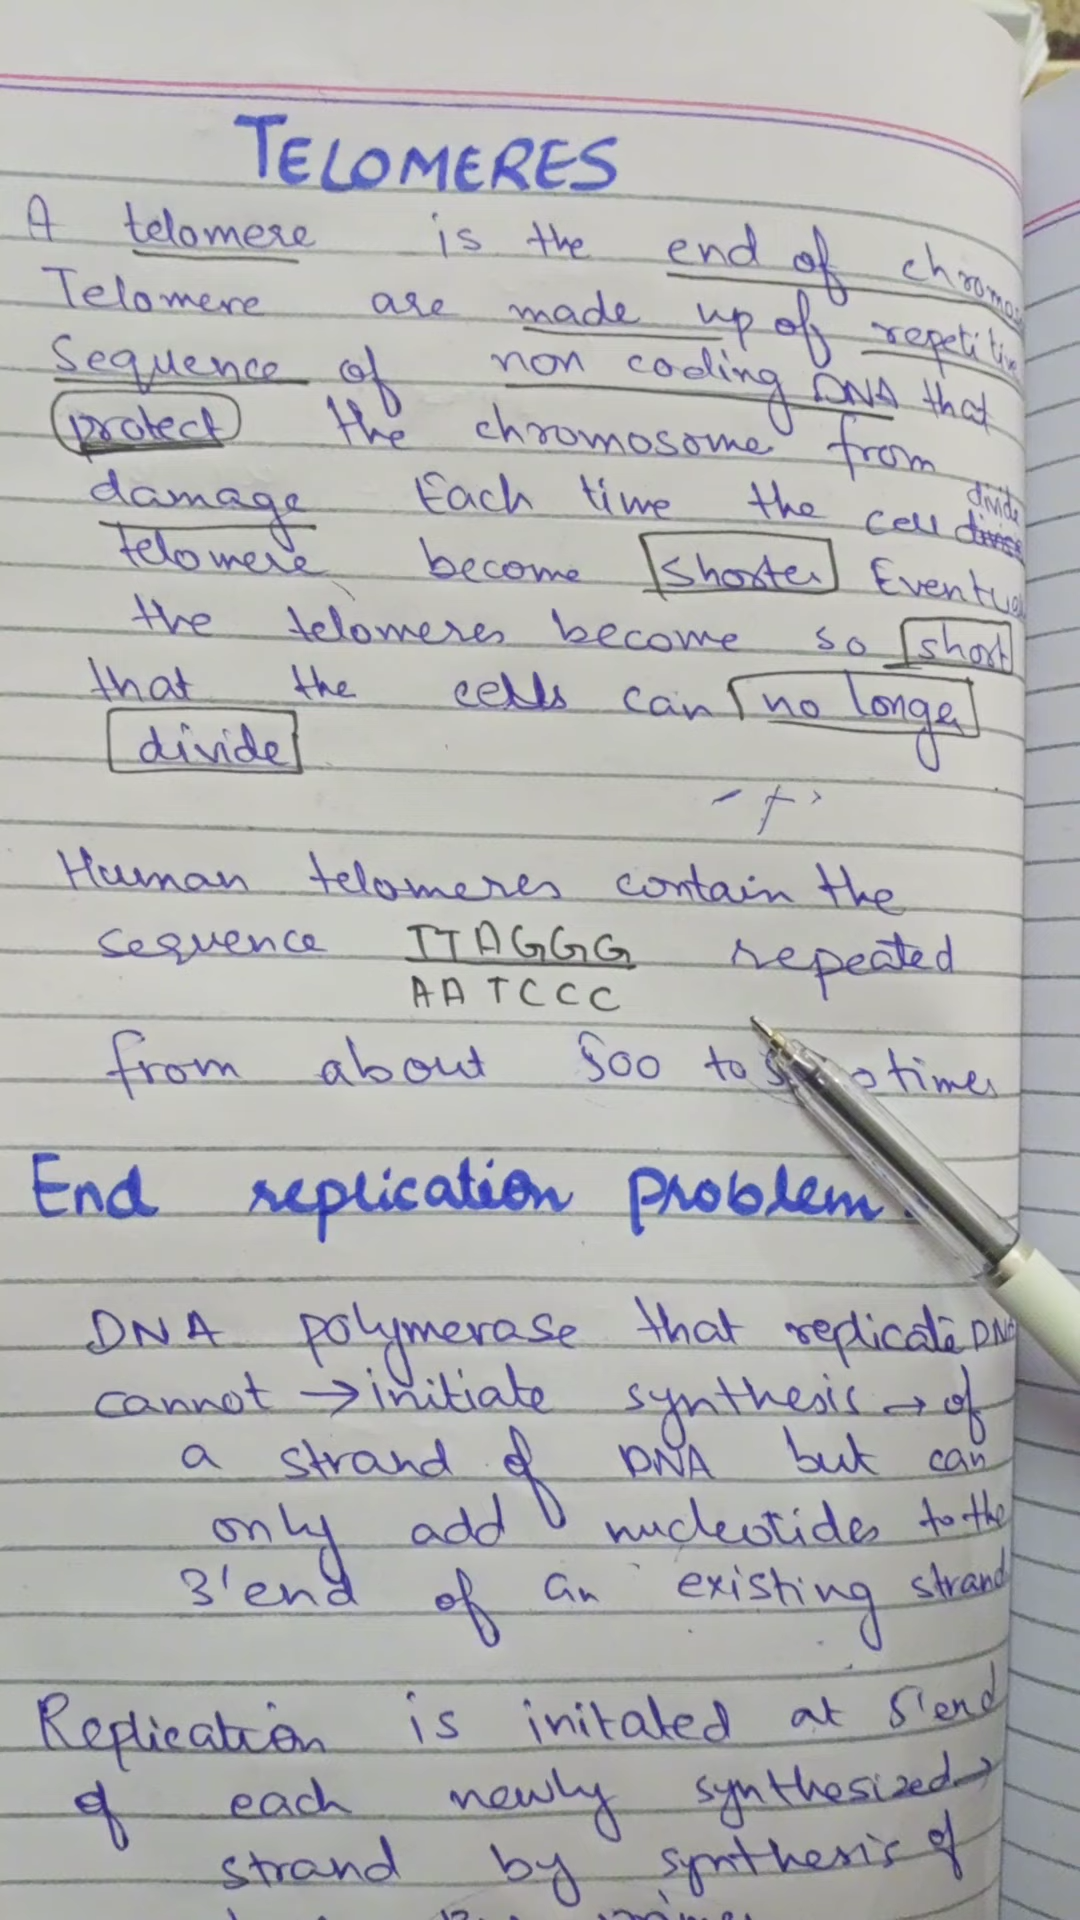 TELOMERES
A telomere is the end of chromos
Telomere are made up of repetitive
Sequence of non coding DNA that
protect the chromosome from
damage Each time the cell divide
telomere become shorter Eventua
the telomeres become so short
that the cells can no longer
divide
Human telomeres contain the
sequence TTAGGG repeated
AATCCC
from about 500 to times
End replication problem
DNA polymerase that replicate DNA
cannot → initiate synthesis → of
a strand of DNA but can
only add nucleotides to the
3' end of an existing strand
Replication is initated at 5' end
of each newly synthesized →
strand by synthesis of